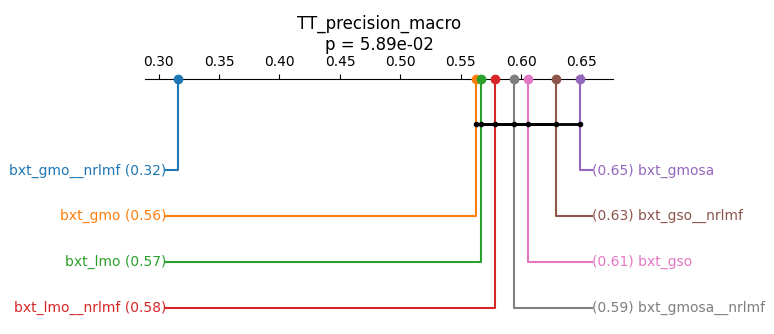 TT_precision_macro
p = 5.89e-02
0.30 0.35 0.40 0.45 0.50 0.55 0.60 0.65
bxt_gmo__nrlmf (0.32)
(0.65) bxt_gmosa
bxt_gmo (0.56)
(0.63) bxt_gso__nrlmf
bxt_lmo (0.57)
(0.61) bxt_gso
bxt_lmo__nrlmf (0.58)
(0.59) bxt_gmosa__nrlmf